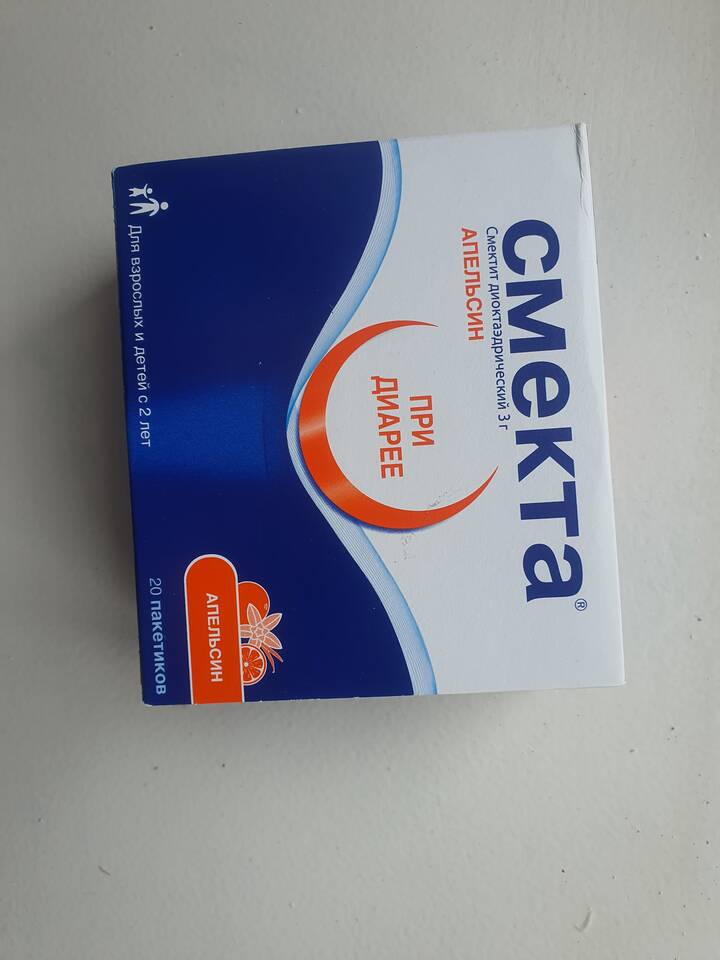 смекта®
Смектит диоктаэдрический 3 г
АПЕЛЬСИН
ПРИ
ДИАРЕЕ
АПЕЛЬСИН
Для взрослых и детей с 2 лет
20 пакетиков